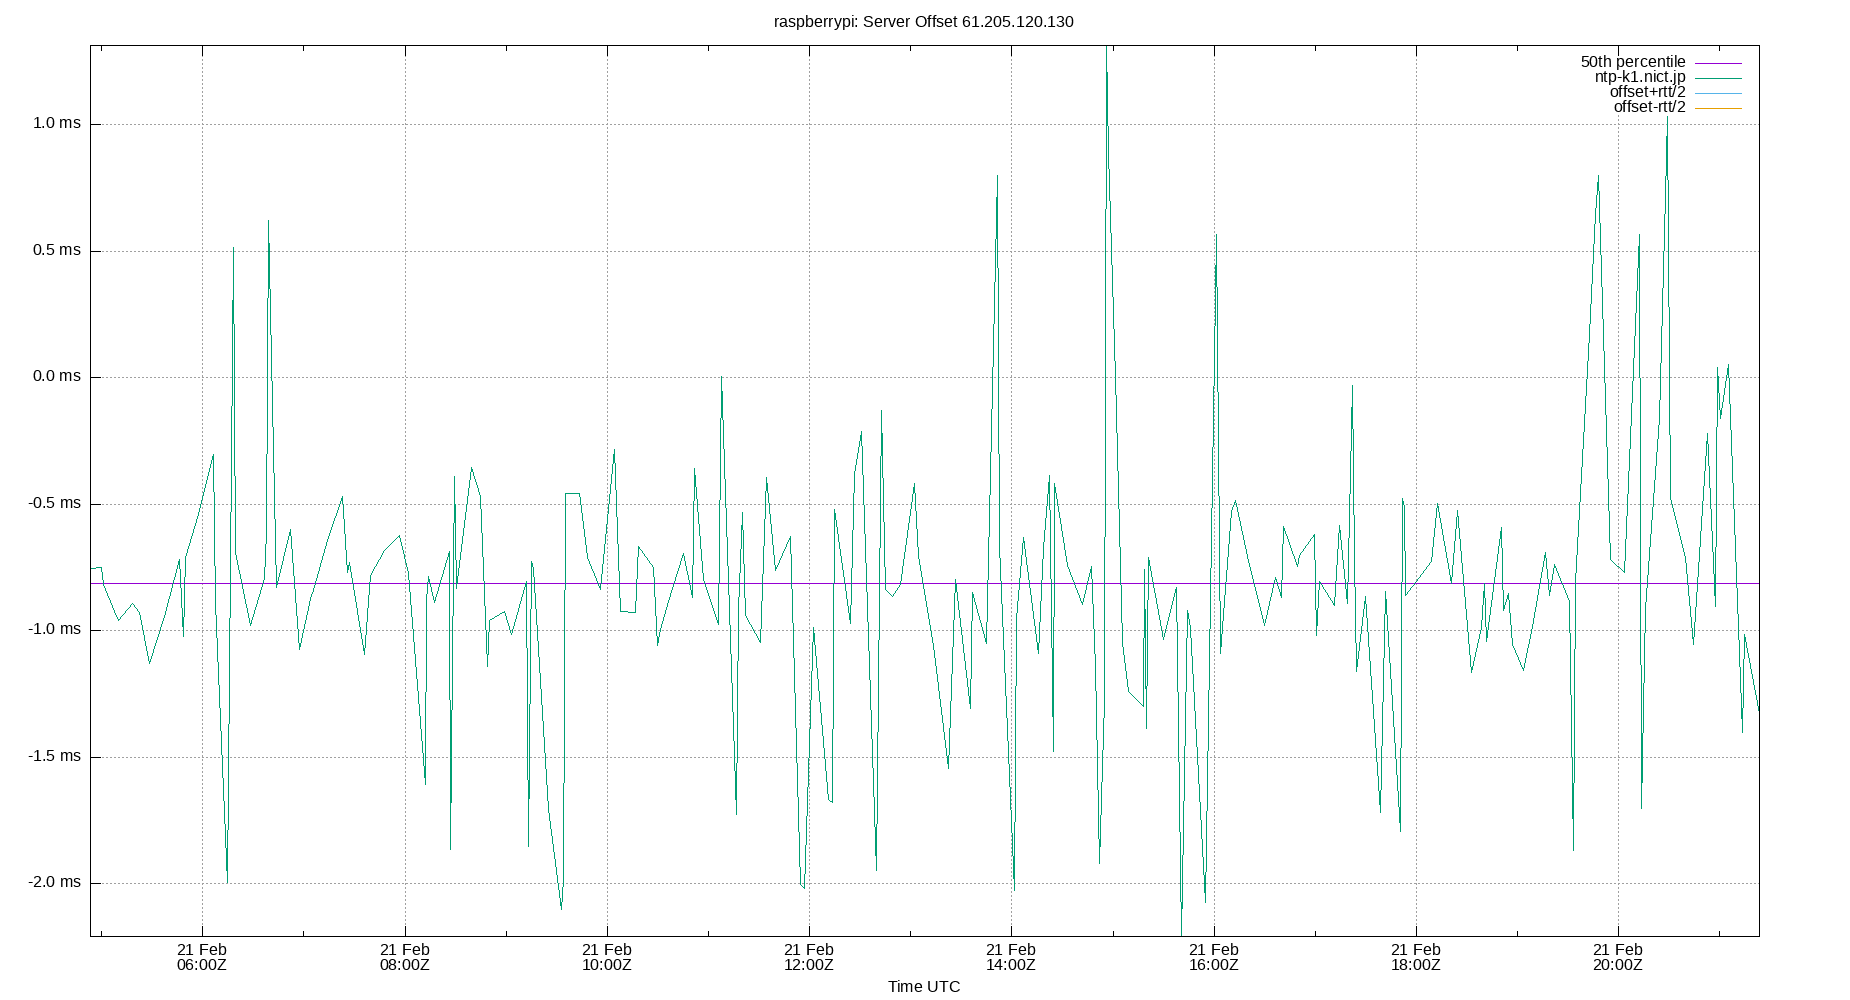 raspberrypi: Server Offset 61.205.120.130
50th percentile
ntp-k1.nict.jp
offset+rtt/2
offset-rtt/2
1.0 ms
0.5 ms
0.0 ms
-0.5 ms
-1.0 ms
-1.5 ms
-2.0 ms
21 Feb 21 Feb 21 Feb 21 Feb 21 Feb 21 Feb 21 Feb 21 Feb
06:00Z 08:00Z 10:00Z 12:00Z 14:00Z 16:00Z 18:00Z 20:00Z
Time UTC